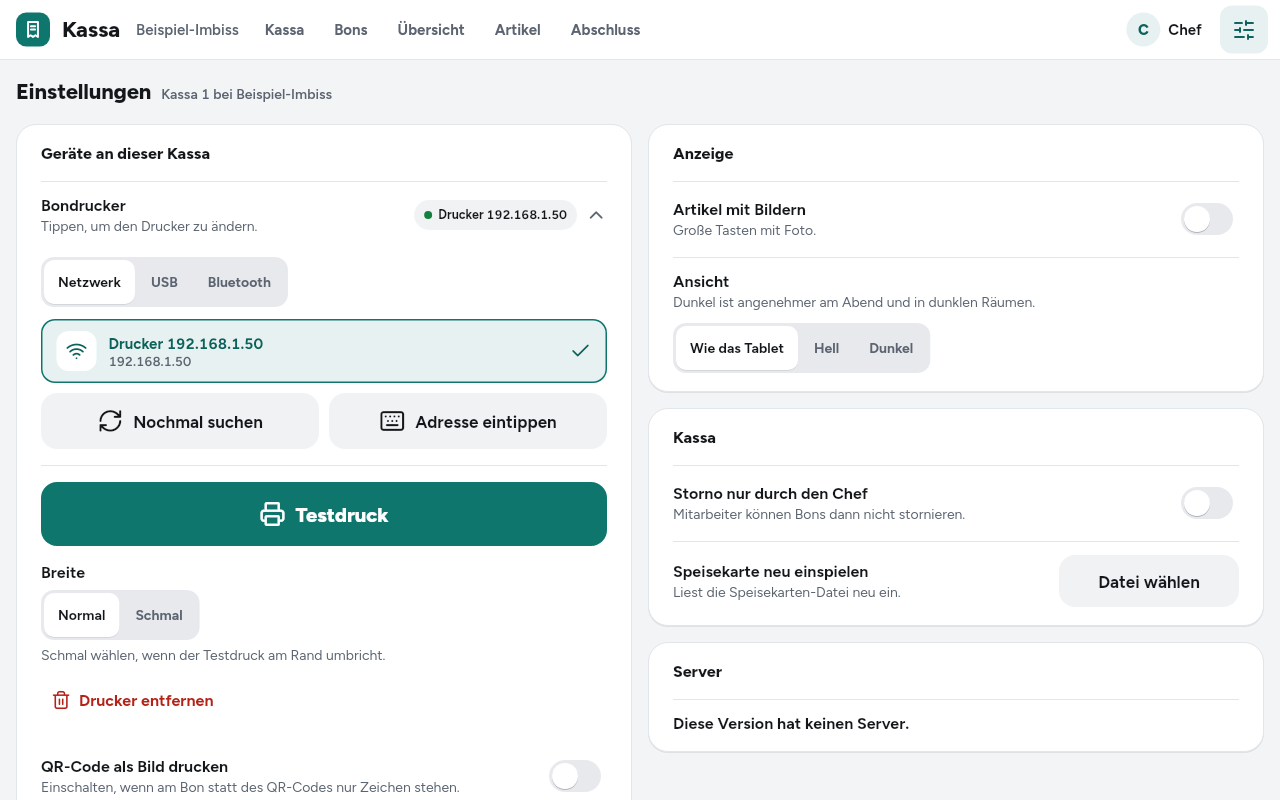 Kassa Beispiel-Imbiss Kassa Bons Übersicht Artikel Abschluss C Chef
Einstellungen Kassa 1 bei Beispiel-Imbiss
Geräte an dieser Kassa
Bondrucker
Tippen, um den Drucker zu ändern.
Drucker 192.168.1.50
Netzwerk USB Bluetooth
Drucker 192.168.1.50
192.168.1.50
Nochmal suchen Adresse eintippen
Testdruck
Breite
Normal Schmal
Schmal wählen, wenn der Testdruck am Rand umbricht.
Drucker entfernen
QR-Code als Bild drucken
Einschalten, wenn am Bon statt des QR-Codes nur Zeichen stehen.
Anzeige
Artikel mit Bildern
Große Tasten mit Foto.
Ansicht
Dunkel ist angenehmer am Abend und in dunklen Räumen.
Wie das Tablet Hell Dunkel
Kassa
Storno nur durch den Chef
Mitarbeiter können Bons dann nicht stornieren.
Speisekarte neu einspielen
Liest die Speisekarten-Datei neu ein.
Datei wählen
Server
Diese Version hat keinen Server.